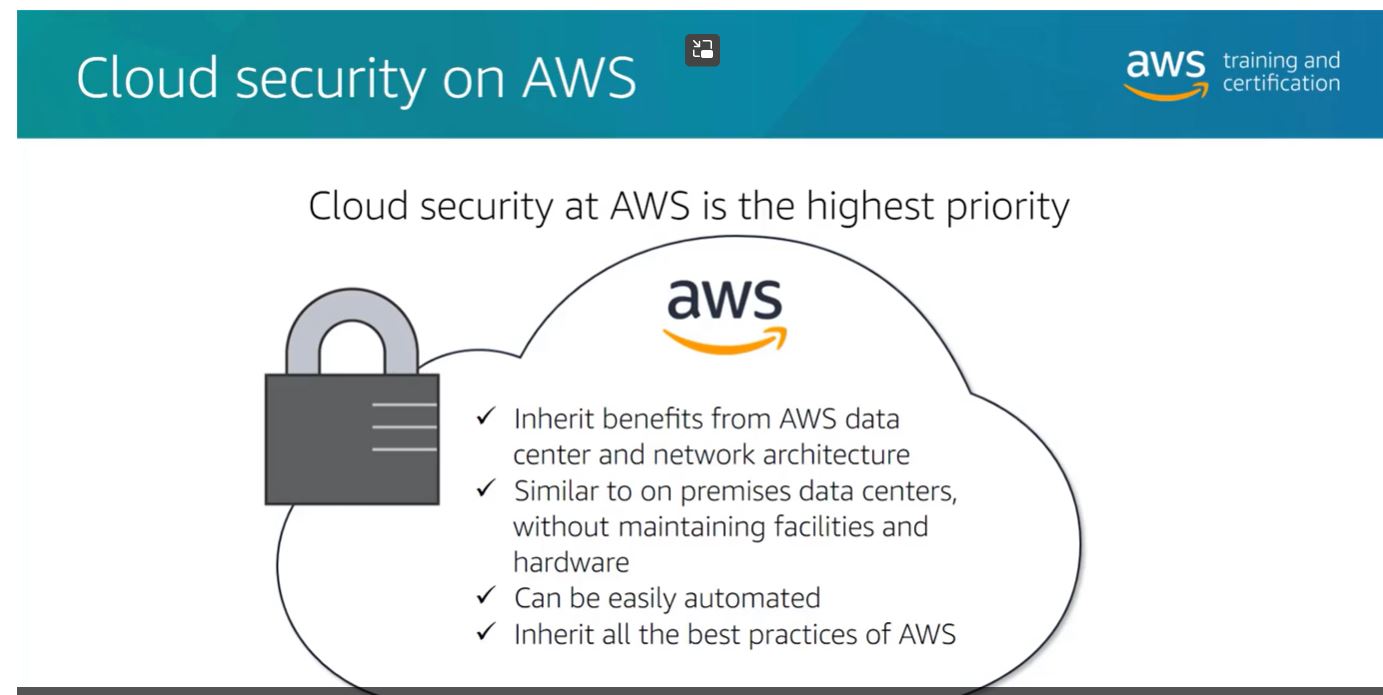 Cloud security on AWS
aws training and
certification
Cloud security at AWS is the highest priority
aws
✓ Inherit benefits from AWS data
center and network architecture
✓ Similar to on premises data centers,
without maintaining facilities and
hardware
✓ Can be easily automated
✓ Inherit all the best practices of AWS